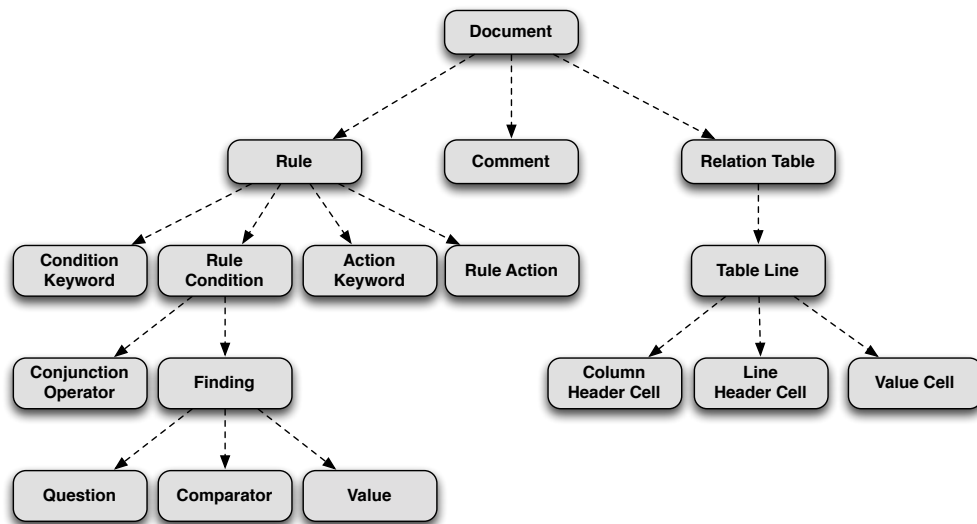 Document
Rule
Comment
Relation Table
Condition
Keyword
Rule
Condition
Action
Keyword
Rule Action
Table Line
Conjunction
Operator
Finding
Column
Header Cell
Line
Header Cell
Value Cell
Question
Comparator
Value